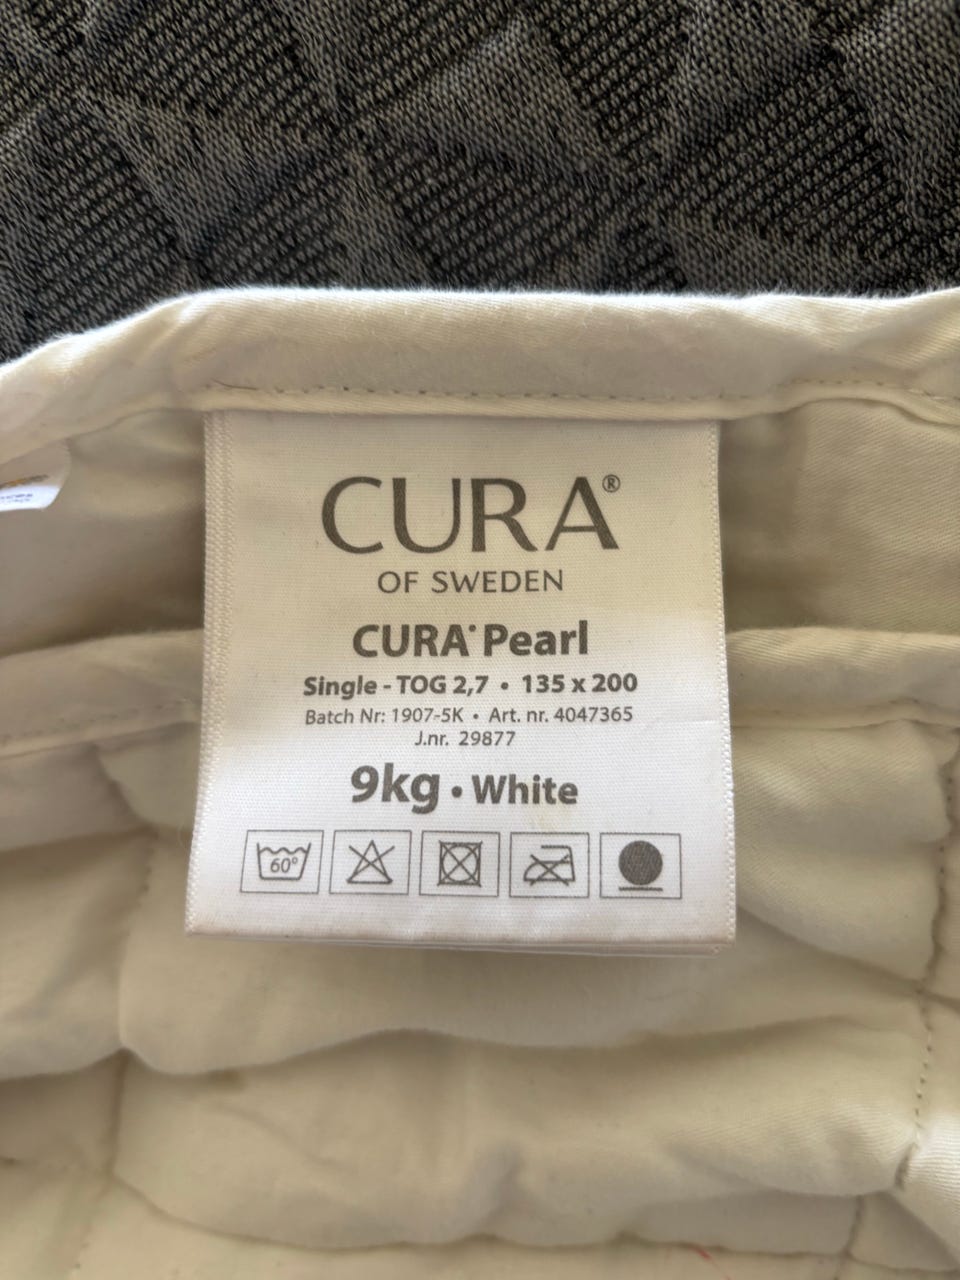 CURA®
OF SWEDEN
CURA® Pearl
Single - TOG 2,7 • 135 x 200
Batch Nr: 1907-5K • Art. nr. 4047365
J.nr. 29877
9kg • White
60°